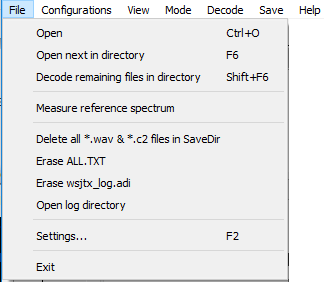 File Configurations View Mode Decode Save Help
Open Ctrl+O
Open next in directory F6
Decode remaining files in directory Shift+F6
Measure reference spectrum
Delete all *.wav & *.c2 files in SaveDir
Erase ALL.TXT
Erase wsjtx_log.adi
Open log directory
Settings... F2
Exit